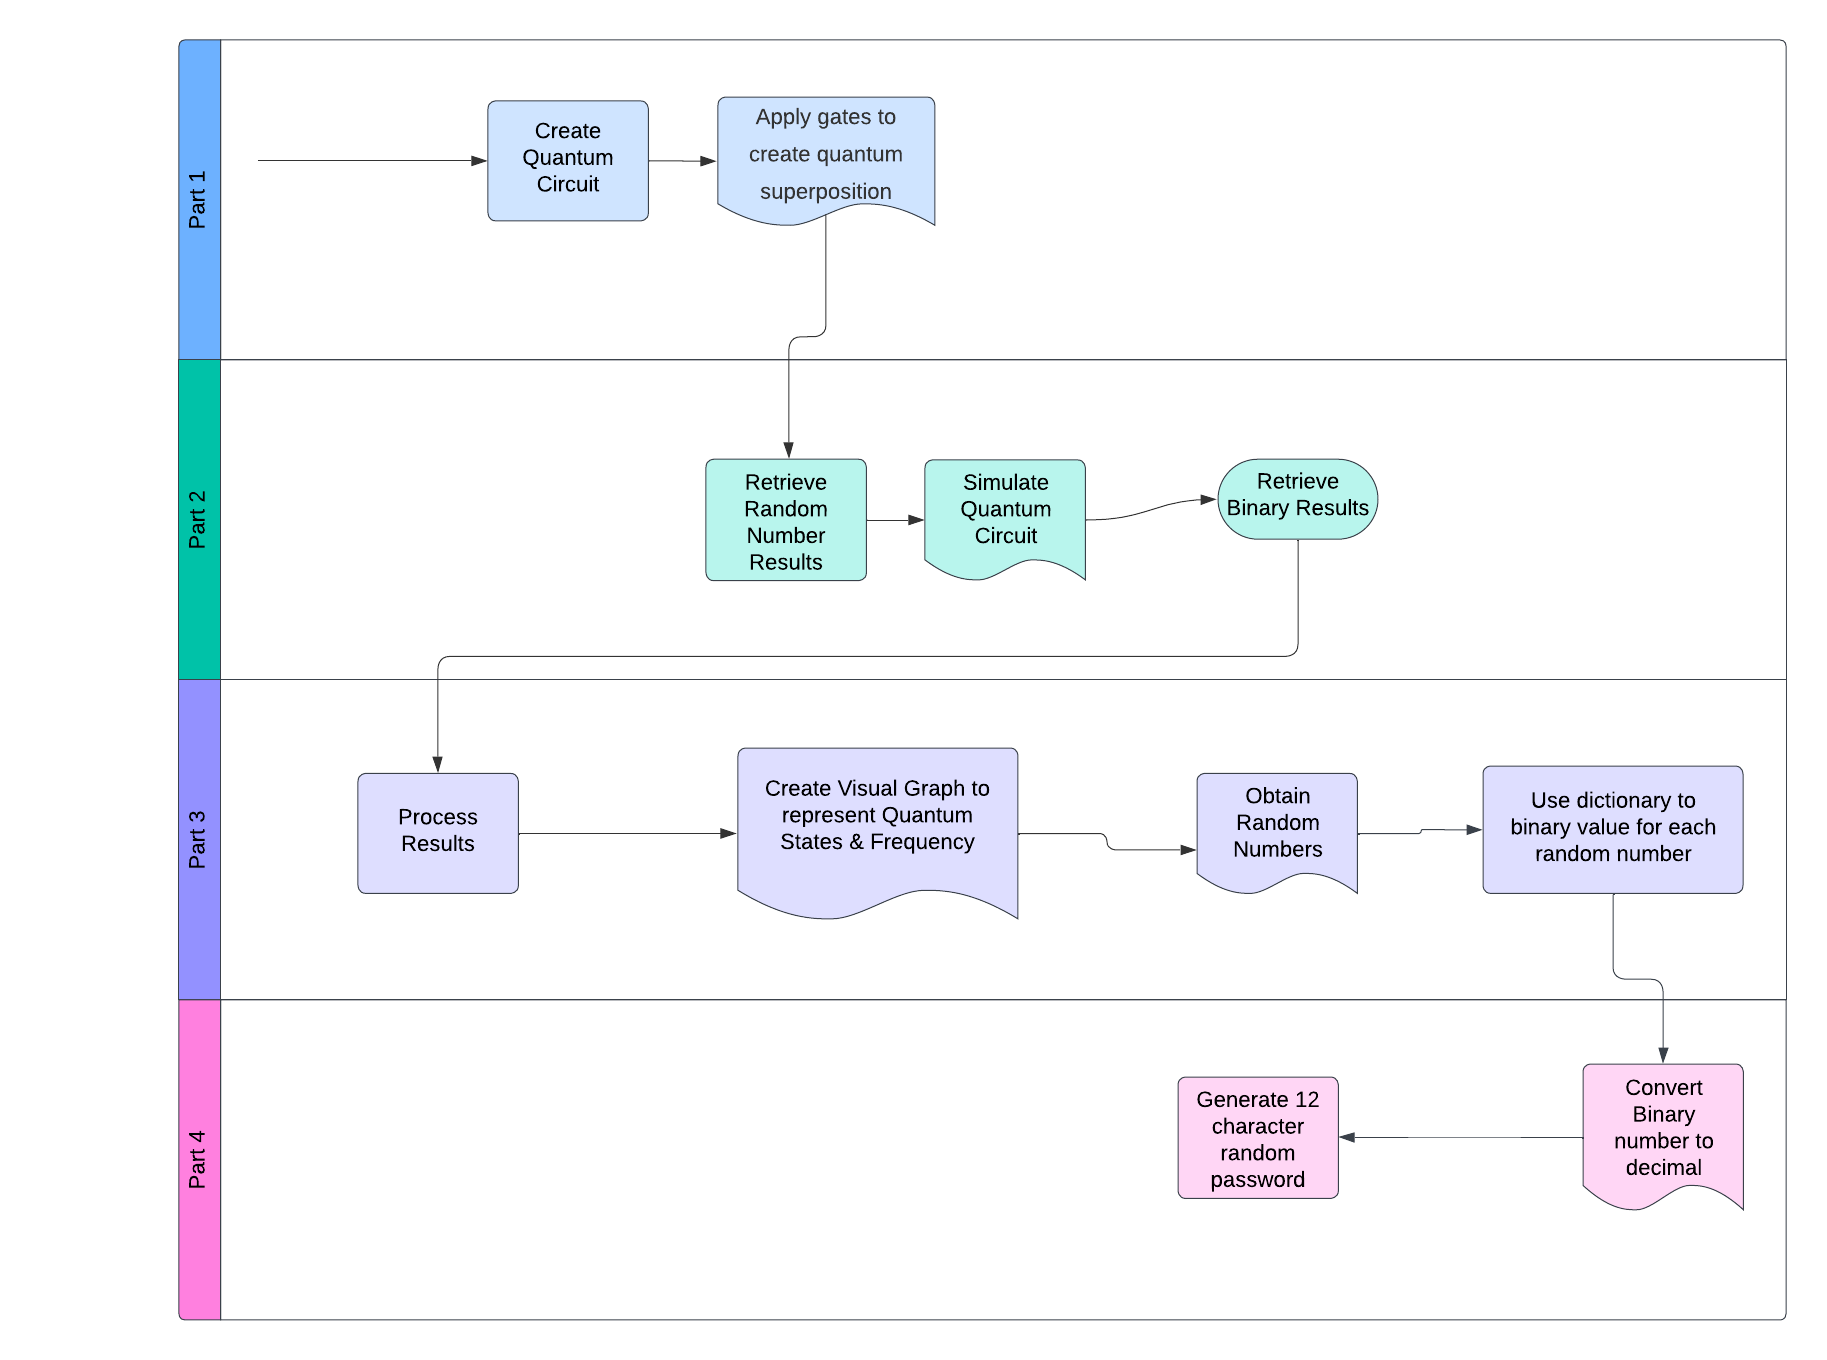 Part 1
Create
Quantum
Circuit
Apply gates to
create quantum
superposition
Part 2
Retrieve
Random
Number
Results
Simulate
Quantum
Circuit
Retrieve
Binary Results
Part 3
Process
Results
Create Visual Graph to
represent Quantum
States & Frequency
Obtain
Random
Numbers
Use dictionary to
binary value for each
random number
Part 4
Generate 12
character
random
password
Convert
Binary
number to
decimal